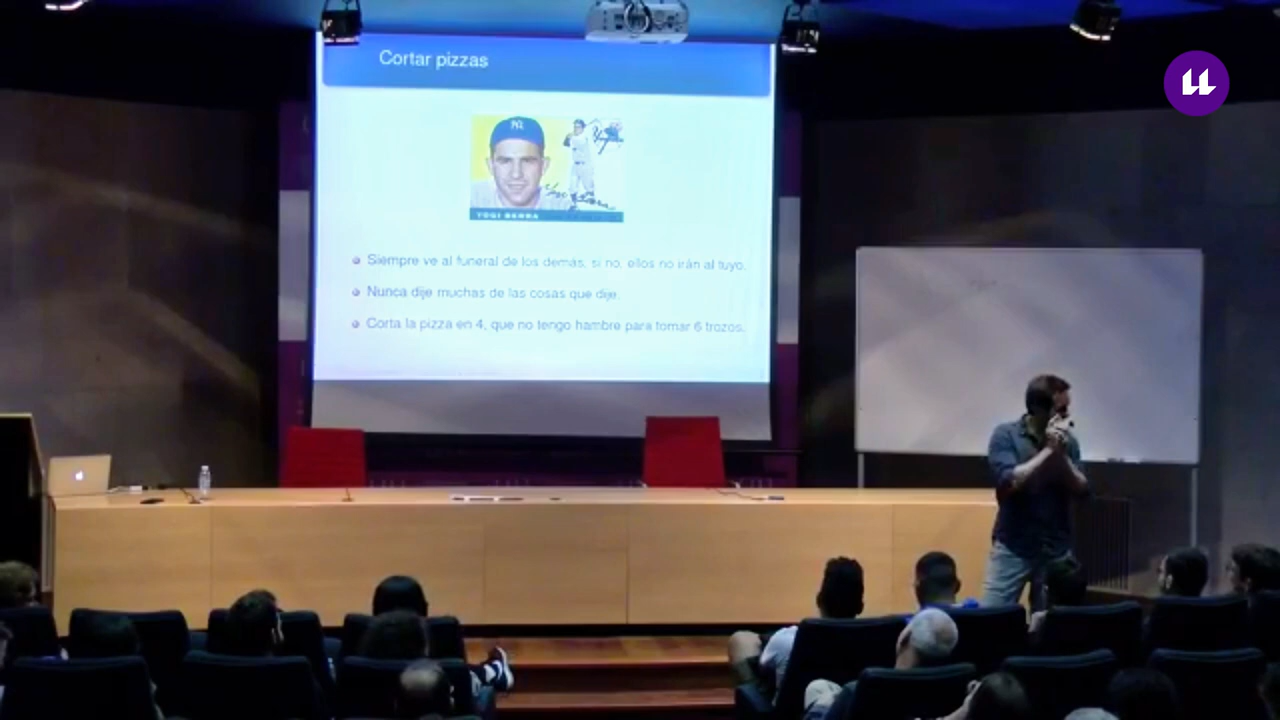 Cortar pizzas
YOGI BERRA
Siempre ve al funeral de los demás, si no, ellos no irán al tuyo.
Nunca dije muchas de las cosas que dije.
Corta la pizza en 4, que no tengo hambre para tomar 6 trozos.